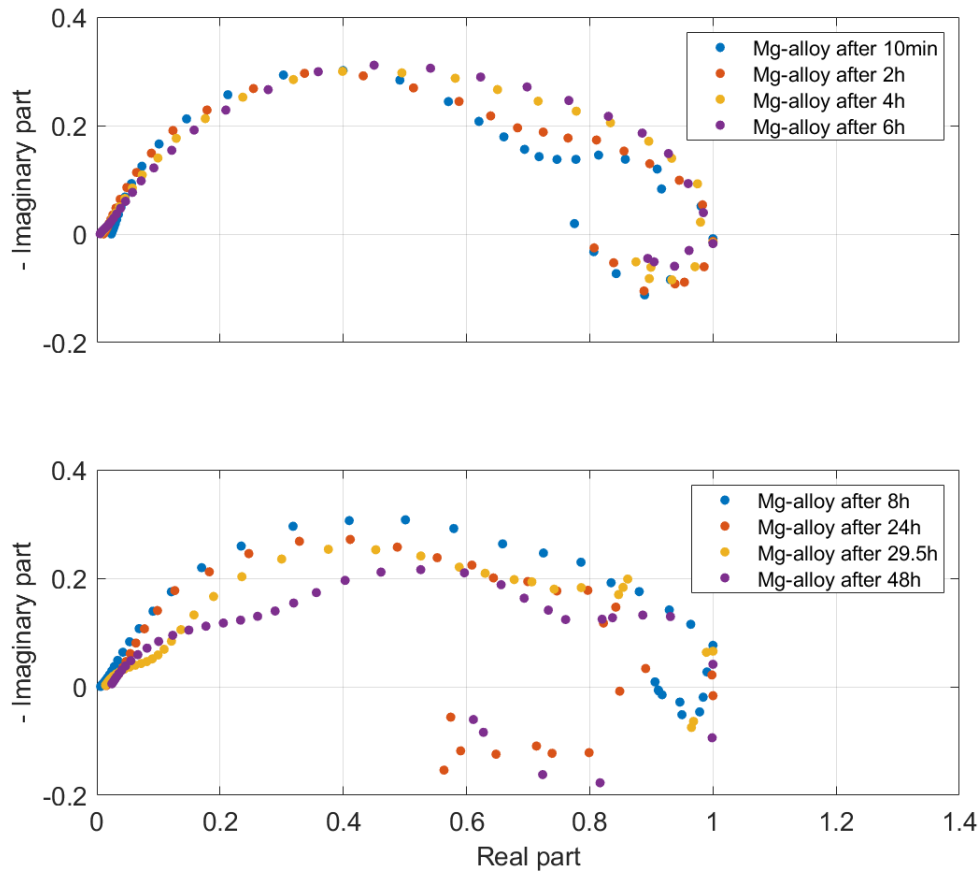 0.4
0.2
0
-0.2
- Imaginary part
Mg-alloy after 10min
Mg-alloy after 2h
Mg-alloy after 4h
Mg-alloy after 6h
0.4
0.2
0
-0.2
- Imaginary part
Mg-alloy after 8h
Mg-alloy after 24h
Mg-alloy after 29.5h
Mg-alloy after 48h
0 0.2 0.4 0.6 0.8 1 1.2 1.4
Real part